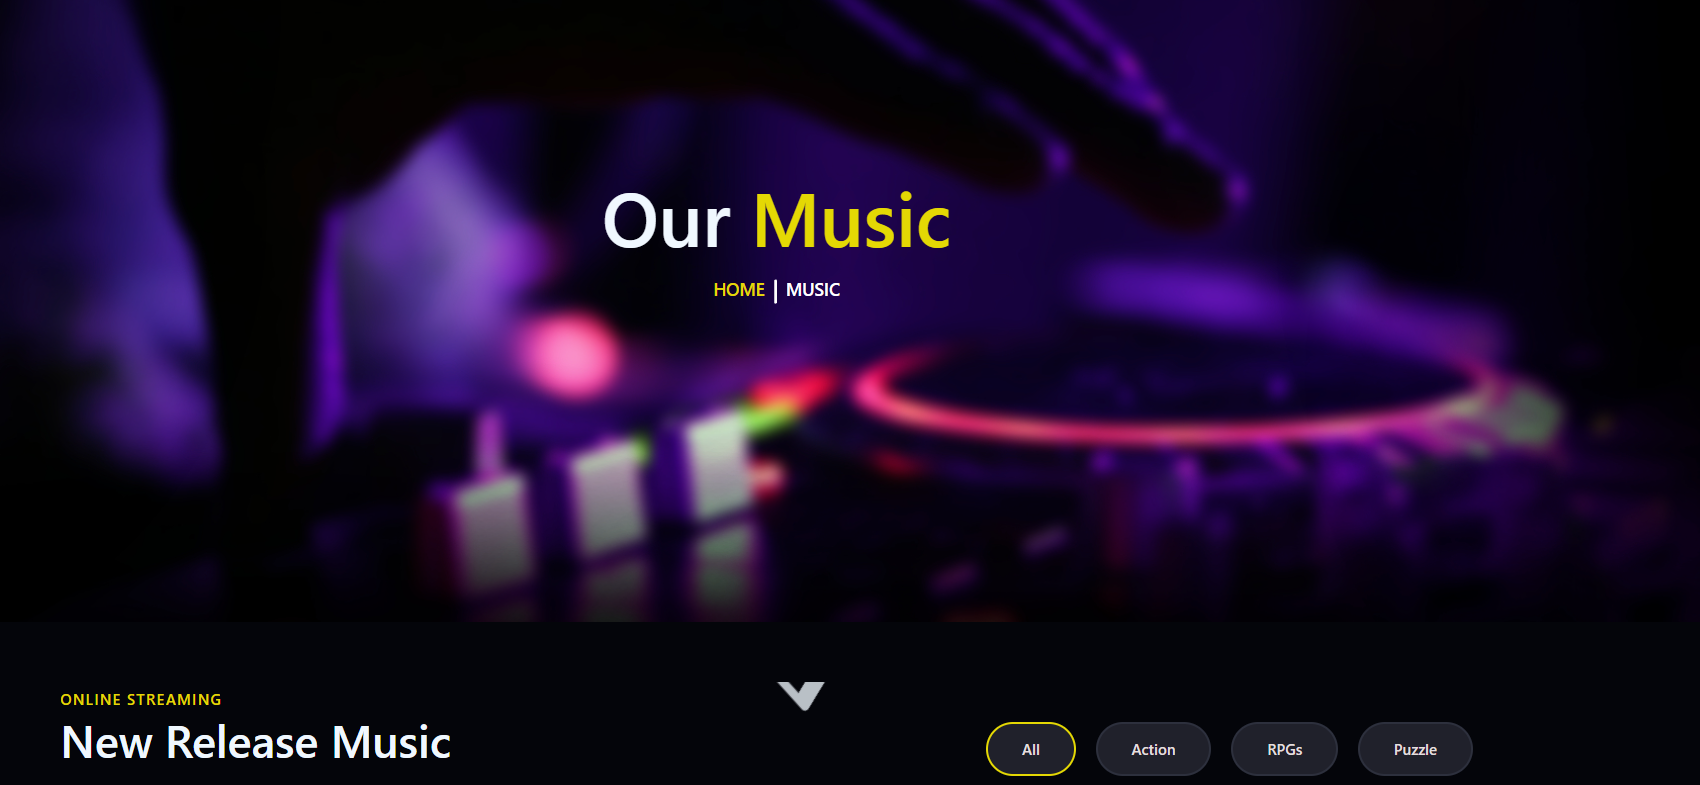 Our Music
HOME | MUSIC
ONLINE STREAMING
New Release Music
All
Action
RPGs
Puzzle